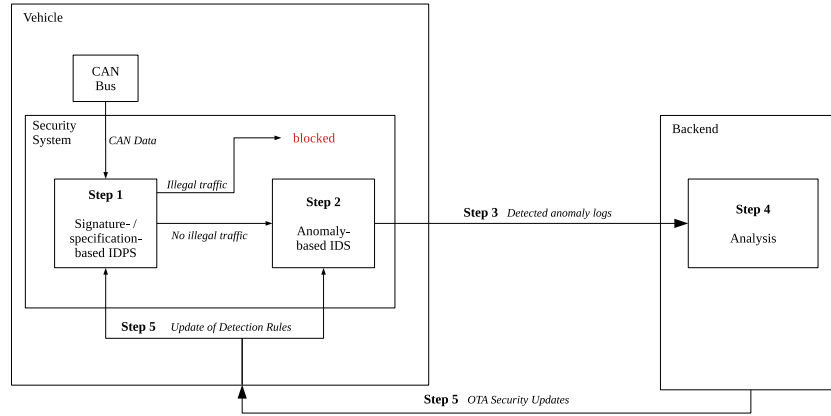 Vehicle
CAN
Bus
Security
System
CAN Data
blocked
Illegal traffic
Step 1
Signature- /
specification-
based IDPS
No illegal traffic
Step 2
Anomaly-
based IDS
Step 3 Detected anomaly logs
Backend
Step 4
Analysis
Step 5 Update of Detection Rules
Step 5 OTA Security Updates